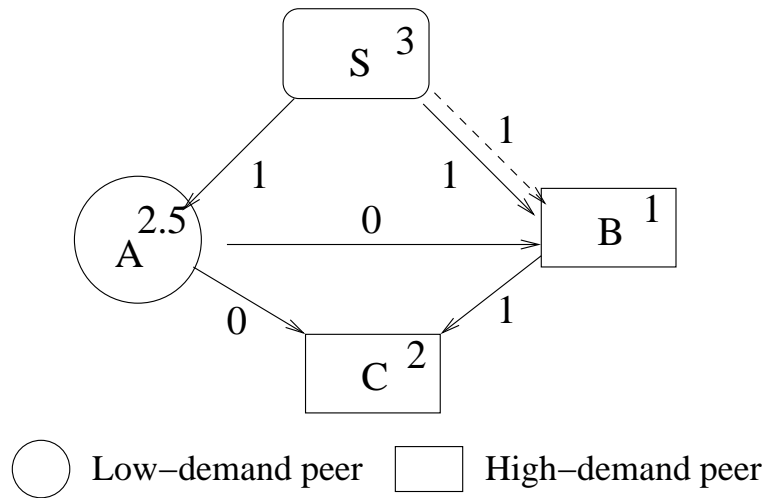 S 3
1
1 1
A 2.5
0
B 1
0
1
C 2
Low−demand peer High−demand peer